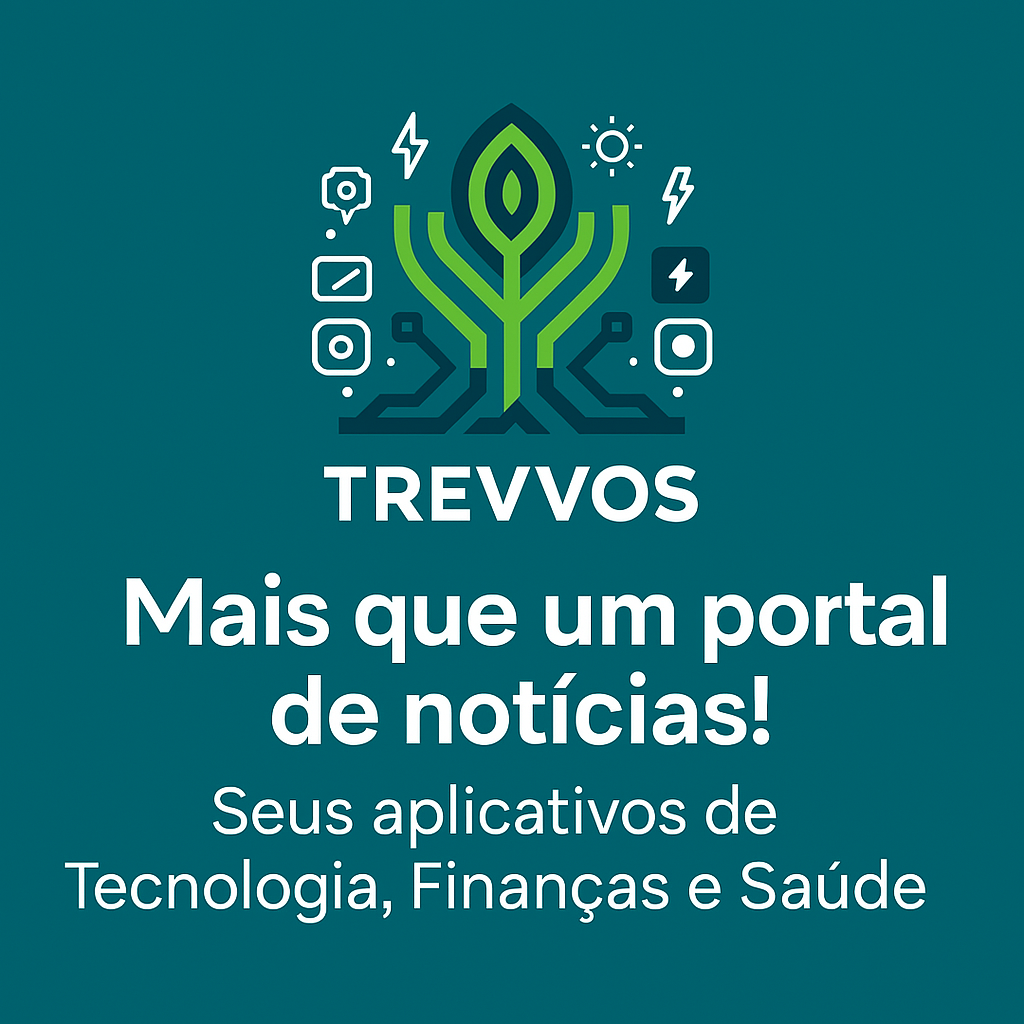 TREVVOS
Mais que um portal
de notícias!
Seus aplicativos de
Tecnologia, Finanças e Saúde